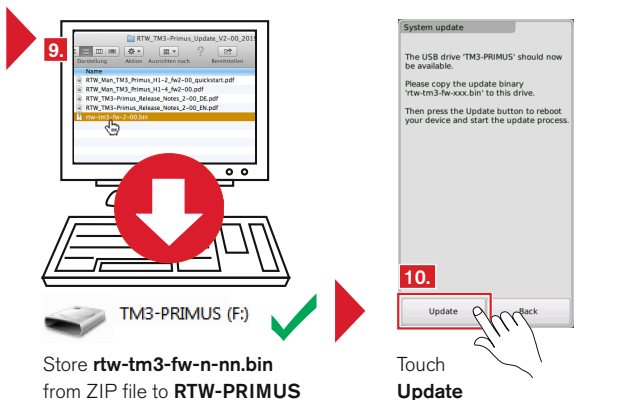 9.
RTW_TM3-Primus_Update_V2-00_201
Darstellung Aktion Ausrichten nach Bereitstellen
Name
RTW_Man_TM3_Primus_H1-2_fw2-00_quickstart.pdf
RTW_Man_TM3_Primus_H1-4_fw2-00.pdf
RTW_TM3-Primus_Release_Notes_2-00_DE.pdf
RTW_TM3-Primus_Release_Notes_2-00_EN.pdf
rtw-tm3-fw-2-00.bin
TM3-PRIMUS (F:)
Store rtw-tm3-fw-n-nn.bin
from ZIP file to RTW-PRIMUS
System update
The USB drive 'TM3-PRIMUS' should now
be available.
Please copy the update binary
'rtw-tm3-fw-xxx.bin' to this drive.
Then press the Update button to reboot
your device and start the update process.
10.
Update Back
Touch
Update